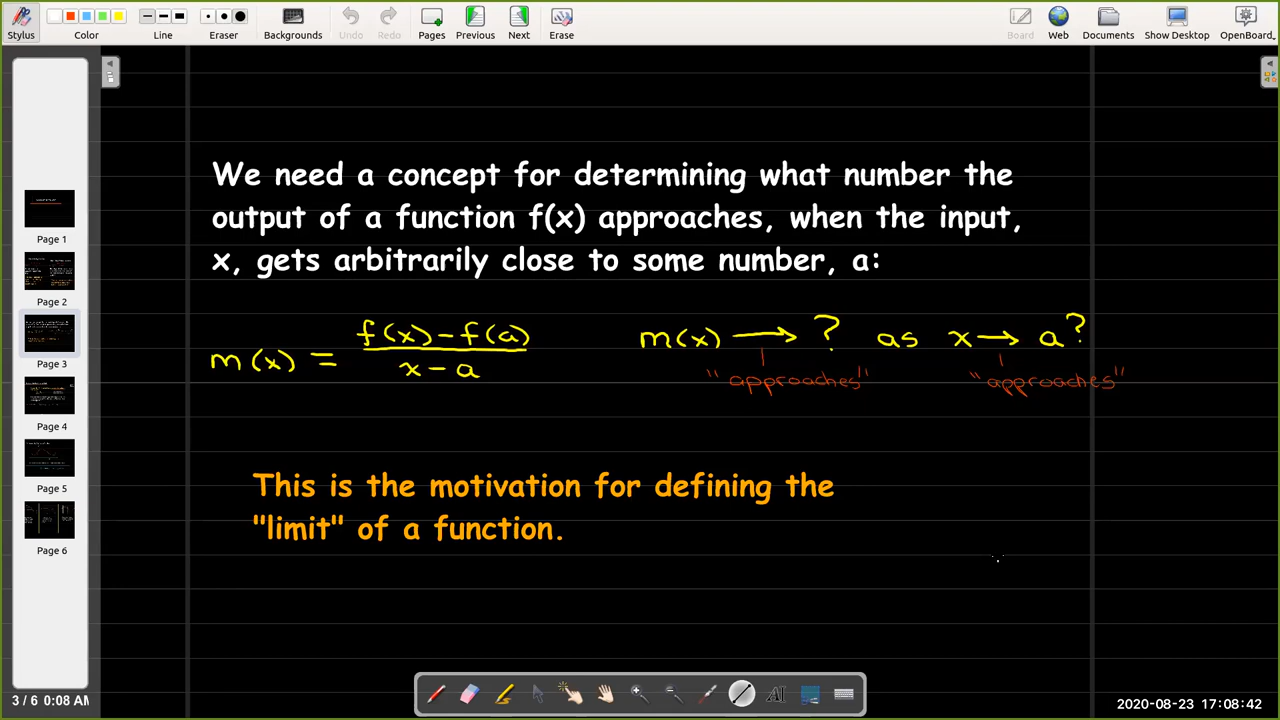 Stylus Color Line Eraser Backgrounds Undo Redo Pages Previous Next Erase Board Web Documents Show Desktop OpenBoard
Page 1
Page 2
Page 3
Page 4
Page 5
Page 6
We need a concept for determining what number the
output of a function f(x) approaches, when the input,
x, gets arbitrarily close to some number, a:
m(x) = f(x)-f(a) / x-a m(x) → ? as x → a?
"approaches" "approaches"
This is the motivation for defining the
"limit" of a function.
3 / 6 0:08 AM
2020-08-23 17:08:42